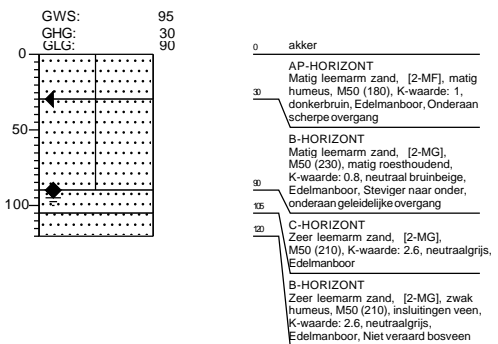 GWS: 95
GHG: 30
GLG: 90
0
50
100
0 akker
AP-HORIZONT
Matig leemarm zand, [2-MF], matig
30 humeus, M50 (180), K-waarde: 1,
donkerbruin, Edelmanboor, Onderaan
scherpe overgang
B-HORIZONT
Matig leemarm zand, [2-MG],
M50 (230), matig roesthoudend,
K-waarde: 0.8, neutraal bruinbeige,
90 Edelmanboor, Steviger naar onder,
onderaan geleidelijke overgang
105
C-HORIZONT
120 Zeer leemarm zand, [2-MG],
M50 (210), K-waarde: 2.6, neutraalgrijs,
Edelmanboor
B-HORIZONT
Zeer leemarm zand, [2-MG], zwak
humeus, M50 (210), insluitingen veen,
K-waarde: 2.6, neutraalgrijs,
Edelmanboor, Niet veraard bosveen